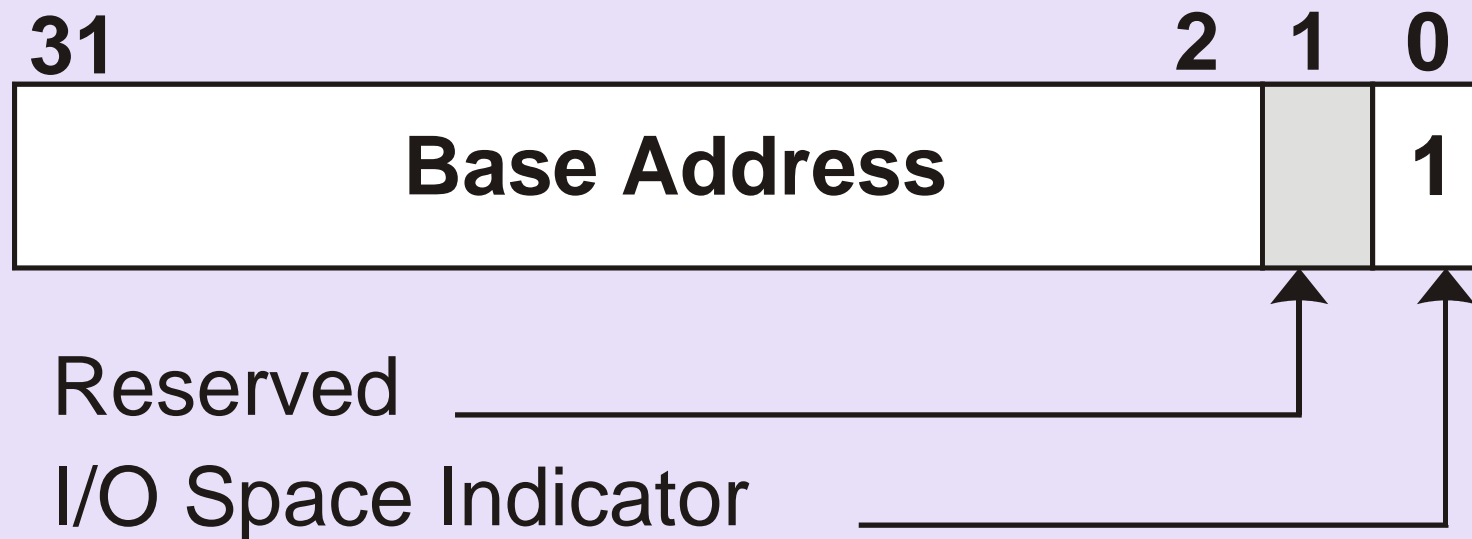 31 2 1 0
Base Address 1
Reserved
I/O Space Indicator